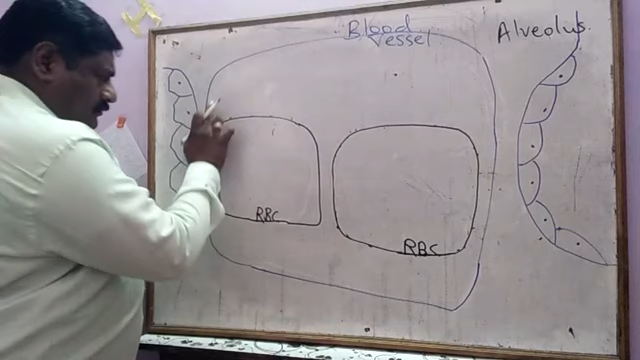 Blood
Vessel
Alveolus.
RBC
RBC